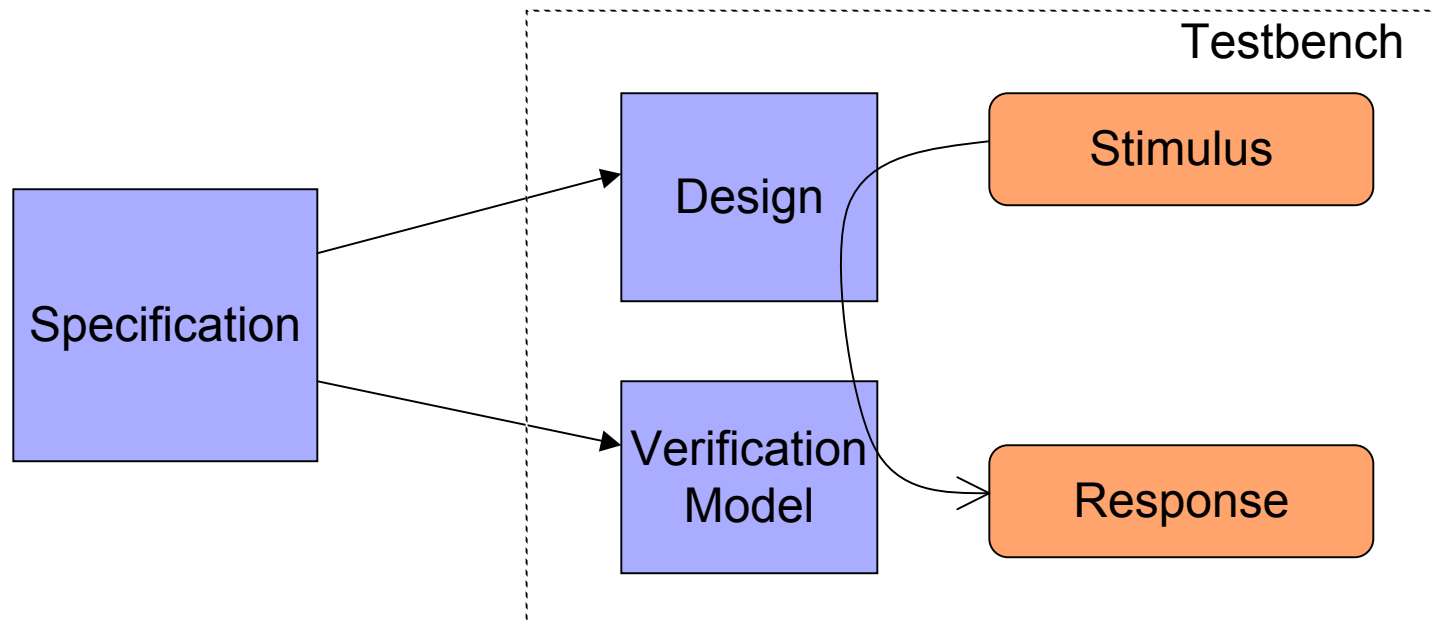 Testbench
Stimulus
Design
Specification
Verification
Model
Response